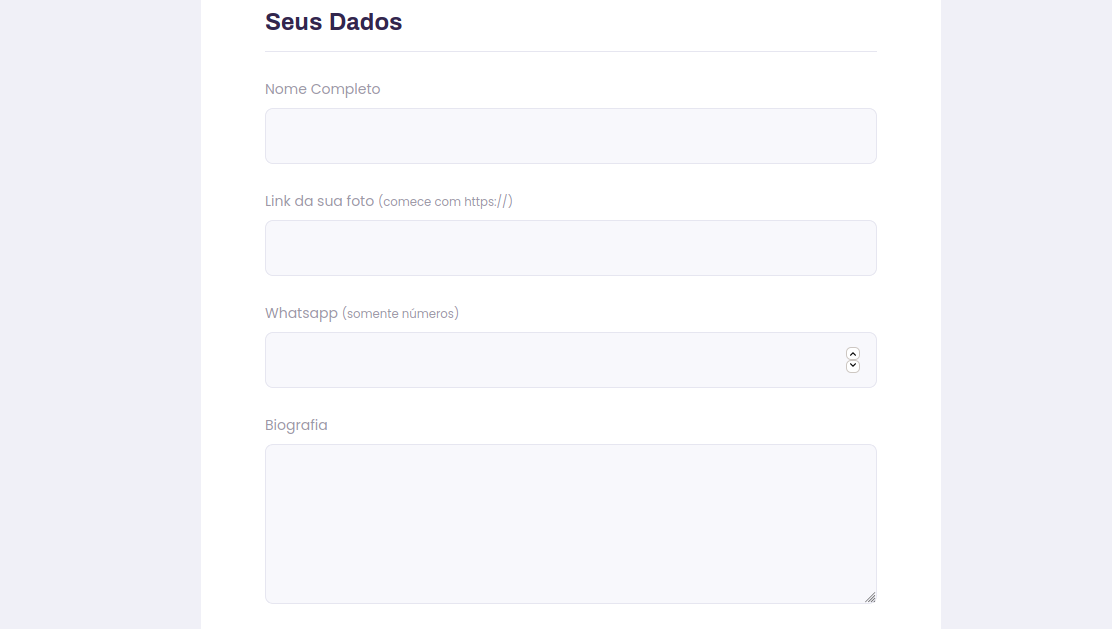 Seus Dados
Nome Completo
Link da sua foto (comece com https://)
Whatsapp (somente números)
Biografia